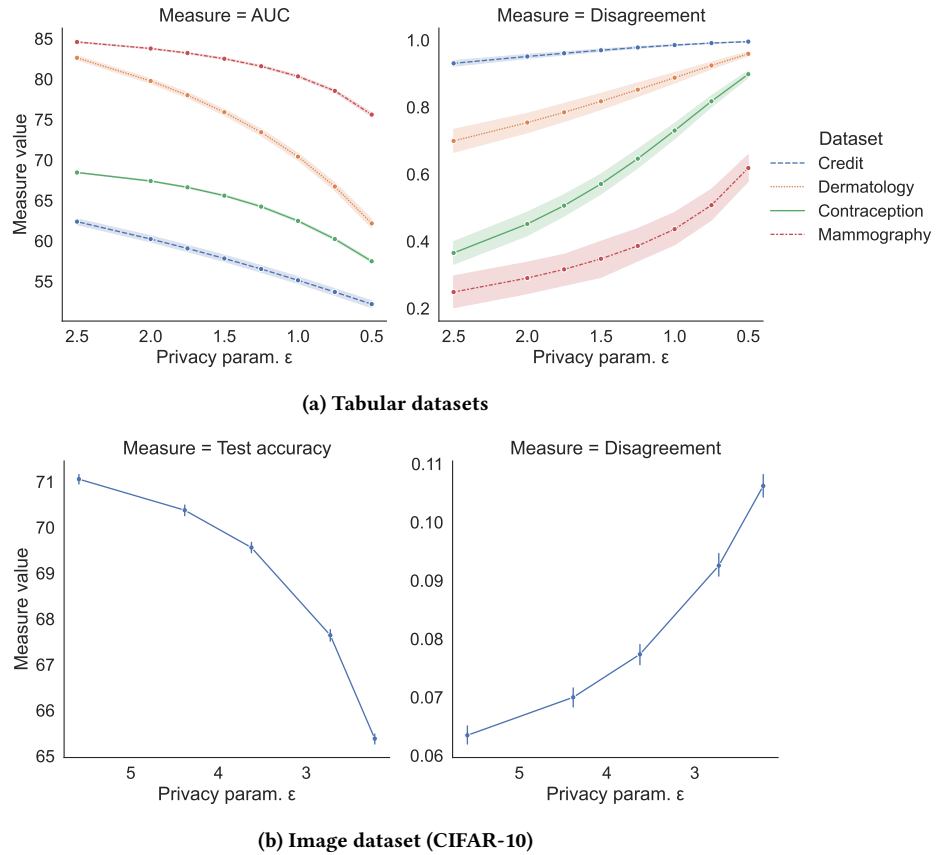 Measure = AUC
Measure = Disagreement
Measure value
85
80
75
70
65
60
55
2.5 2.0 1.5 1.0 0.5
Privacy param. ε
1.0
0.8
0.6
0.4
0.2
2.5 2.0 1.5 1.0 0.5
Privacy param. ε
Dataset
Credit
Dermatology
Contraception
Mammography
(a) Tabular datasets
Measure = Test accuracy
Measure = Disagreement
Measure value
71
70
69
68
67
66
65
5 4 3
Privacy param. ε
0.11
0.10
0.09
0.08
0.07
0.06
5 4 3
Privacy param. ε
(b) Image dataset (CIFAR-10)